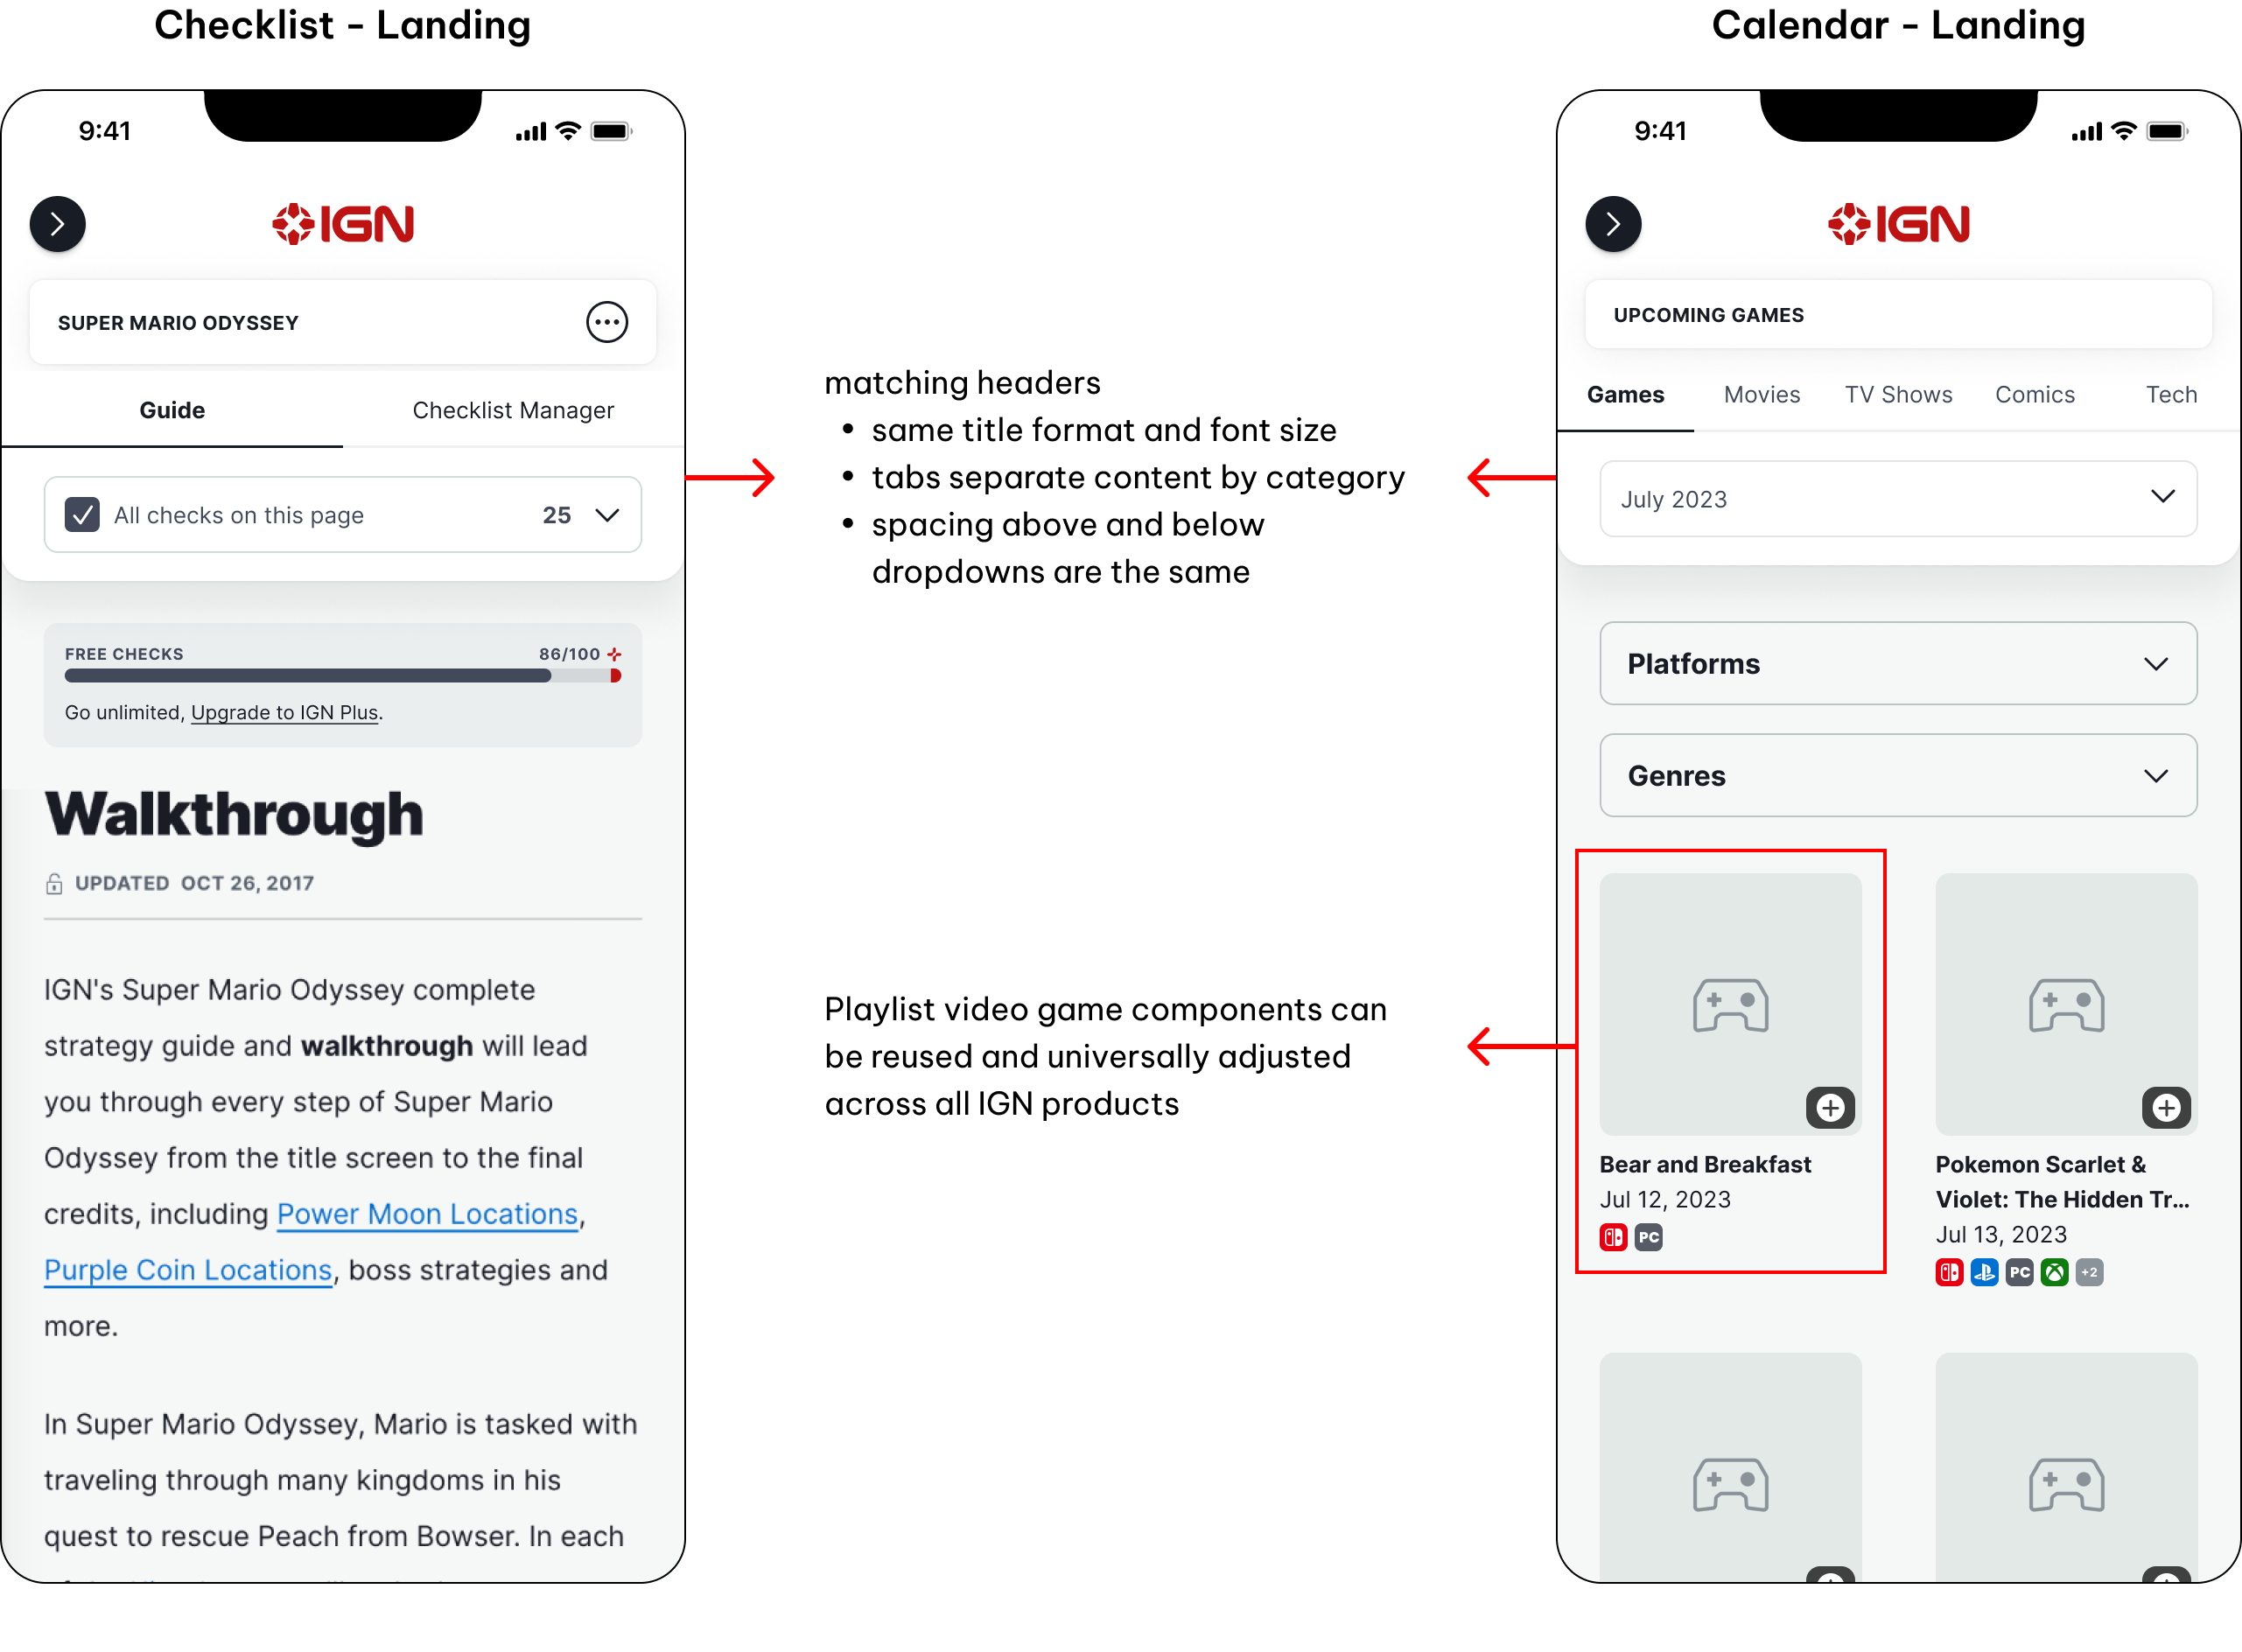 Checklist - Landing
9:41
IGN
SUPER MARIO ODYSSEY
Guide
Checklist Manager
All checks on this page
25
FREE CHECKS
86/100
Go unlimited, Upgrade to IGN Plus.
Walkthrough
UPDATED OCT 26, 2017
IGN's Super Mario Odyssey complete
strategy guide and walkthrough will lead
you through every step of Super Mario
Odyssey from the title screen to the final
credits, including Power Moon Locations,
Purple Coin Locations, boss strategies and
more.
In Super Mario Odyssey, Mario is tasked with
traveling through many kingdoms in his
quest to rescue Peach from Bowser. In each
matching headers
• same title format and font size
• tabs separate content by category
• spacing above and below
dropdowns are the same
Playlist video game components can
be reused and universally adjusted
across all IGN products
Calendar - Landing
9:41
IGN
UPCOMING GAMES
Games
Movies
TV Shows
Comics
Tech
July 2023
Platforms
Genres
Bear and Breakfast
Jul 12, 2023
PC
Pokemon Scarlet &
Violet: The Hidden Tr...
Jul 13, 2023
PC
+2